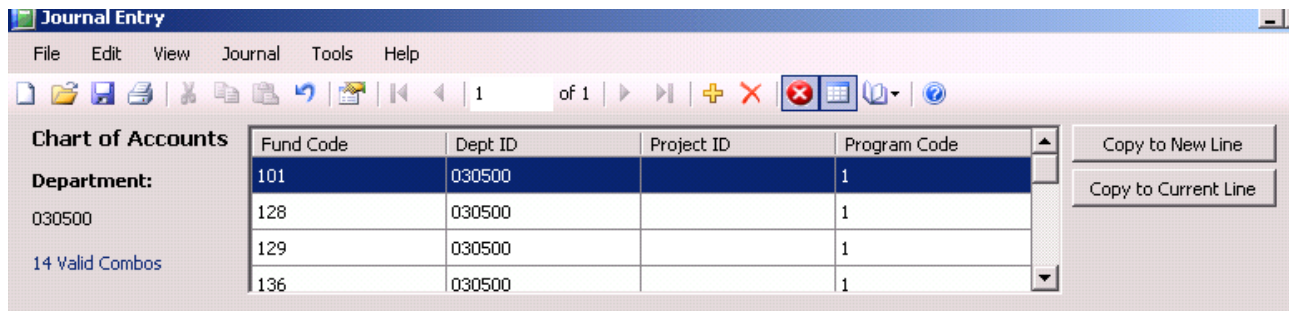 Journal Entry
File Edit View Journal Tools Help
1 of 1
Chart of Accounts
Department:
030500
14 Valid Combos
Fund Code Dept ID Project ID Program Code
101 030500 1
128 030500 1
129 030500 1
136 030500 1
Copy to New Line
Copy to Current Line